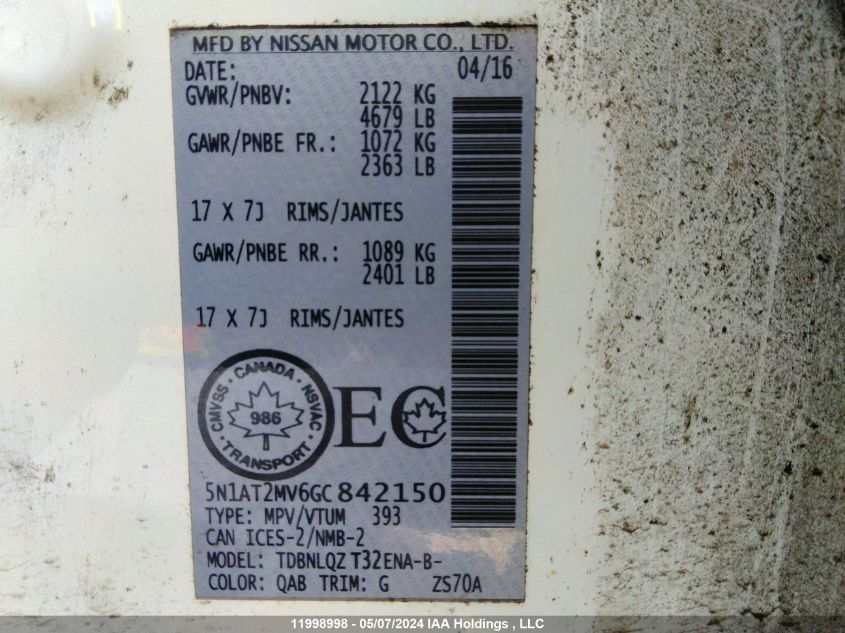 MFD BY NISSAN MOTOR CO., LTD.
DATE: 04/16
GVWR/PNBV: 2122 KG
4679 LB
GAWR/PNBE FR.: 1072 KG
2363 LB
17 X 7J RIMS/JANTES
GAWR/PNBE RR.: 1089 KG
2401 LB
17 X 7J RIMS/JANTES
CMVSS · CANADA · NSVAC · TRANSPORT ·
986
EC
5N1AT2MV6GC842150
TYPE: MPV/VTUM 393
CAN ICES-2/NMB-2
MODEL: TDBNLQZ T32ENA-B-
COLOR: QAB TRIM: G ZS70A
11998998 - 05/07/2024 IAA Holdings , LLC